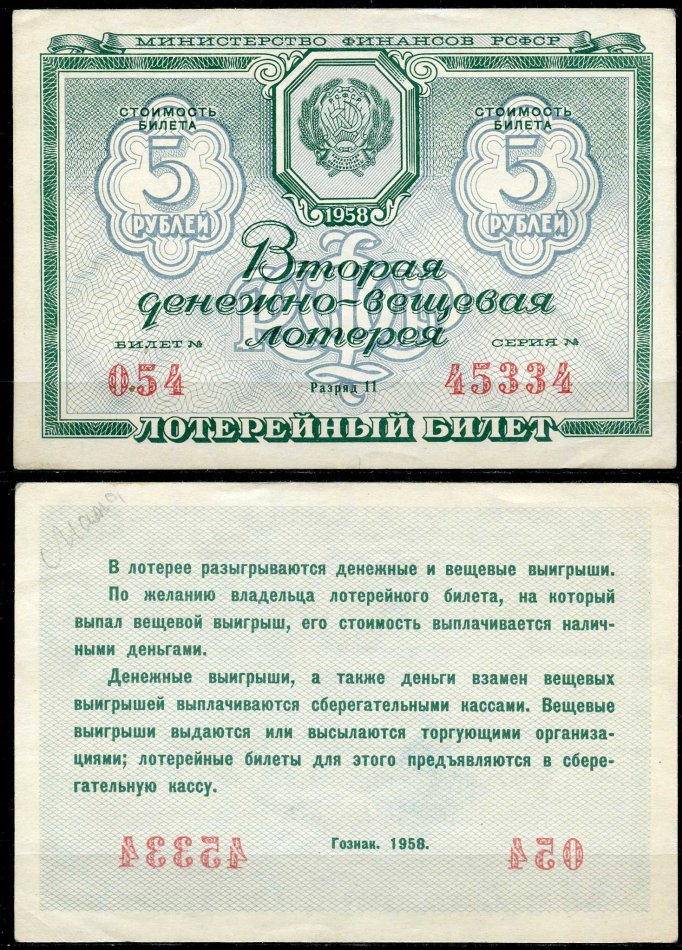 МИНИСТЕРСТВО ФИНАНСОВ РСФСР
СТОИМОСТЬ
БИЛЕТА
5
РУБЛЕЙ
РСФСР
1958
СТОИМОСТЬ
БИЛЕТА
5
РУБЛЕЙ
Вторая
денежно-вещевая
лотерея
БИЛЕТ №
054
Разряд 11
СЕРИЯ №
45334
ЛОТЕРЕЙНЫЙ БИЛЕТ
Мама
В лотерее разыгрываются денежные и вещевые выигрыши.
По желанию владельца лотерейного билета, на который
выпал вещевой выигрыш, его стоимость выплачивается налич-
ными деньгами.
Денежные выигрыши, а также деньги взамен вещевых
выигрышей выплачиваются сберегательными кассами. Вещевые
выигрыши выдаются или высылаются торгующими организа-
циями; лотерейные билеты для этого предъявляются в сбере-
гательную кассу.
45334
Гознак. 1958.
054